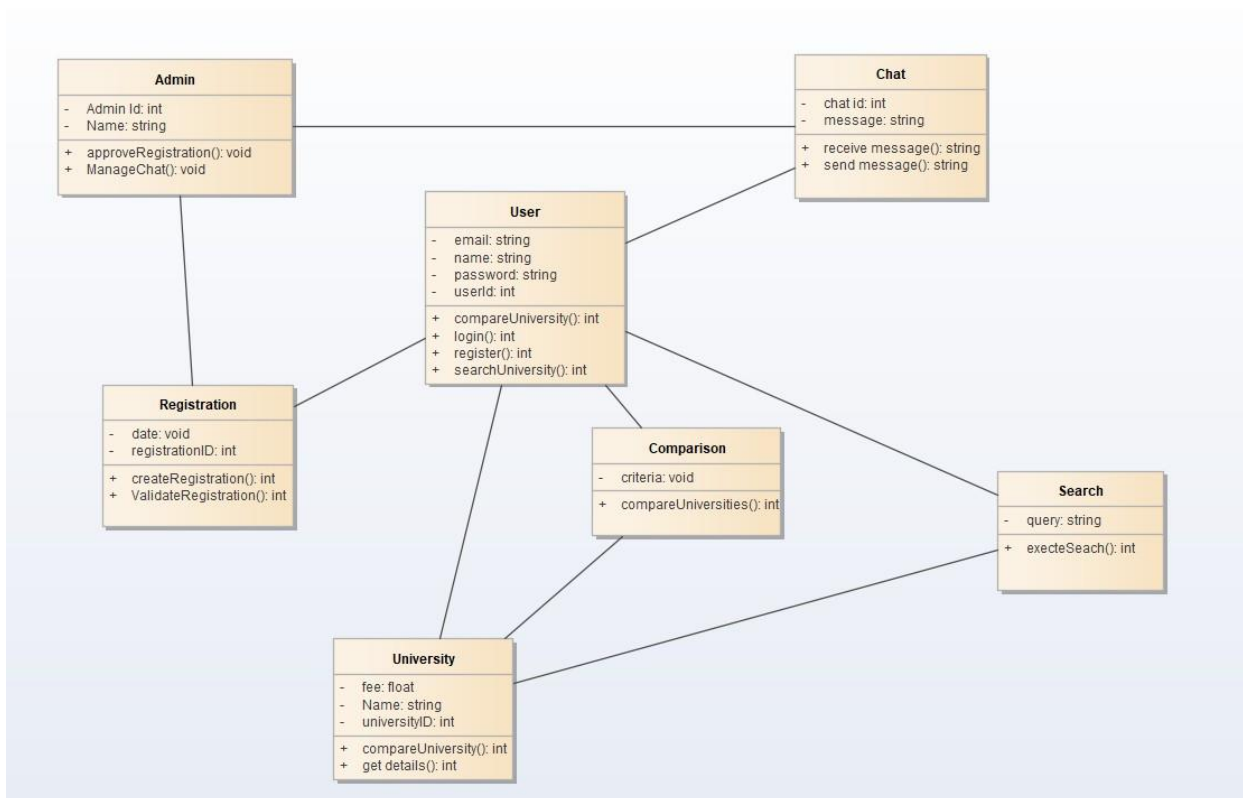 Admin
- Admin Id: int
- Name: string
+ approveRegistration(): void
+ ManageChat(): void
Chat
- chat id: int
- message: string
+ receive message(): string
+ send message(): string
User
- email: string
- name: string
- password: string
- userId: int
+ compareUniversity(): int
+ login(): int
+ register(): int
+ searchUniversity(): int
Registration
- date: void
- registrationID: int
+ createRegistration(): int
+ ValidateRegistration(): int
Comparison
- criteria: void
+ compareUniversities(): int
Search
- query: string
+ execteSeach(): int
University
- fee: float
- Name: string
- universityID: int
+ compareUniversity(): int
+ get details(): int